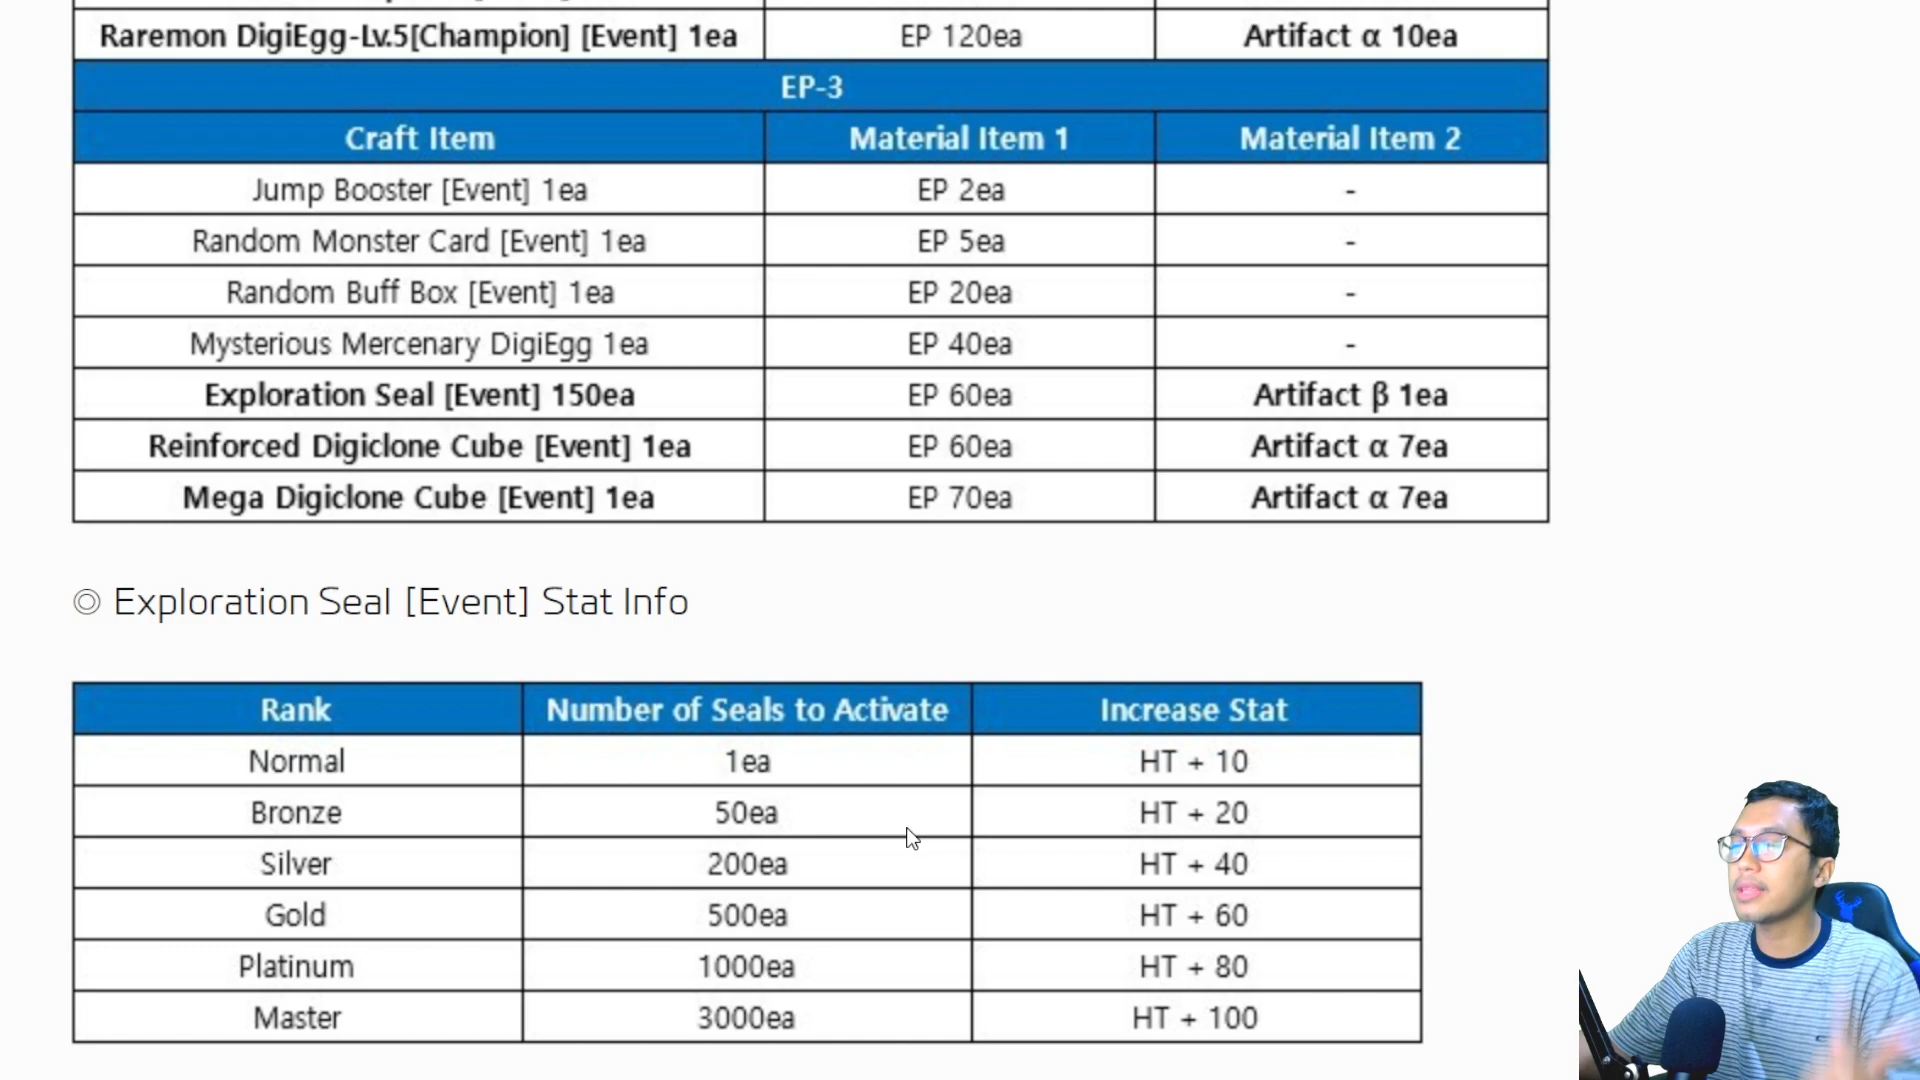 Raremon DigiEgg-Lv.5[Champion] [Event] 1ea EP 120ea Artifact α 10ea
EP-3
Craft Item Material Item 1 Material Item 2
Jump Booster [Event] 1ea EP 2ea -
Random Monster Card [Event] 1ea EP 5ea -
Random Buff Box [Event] 1ea EP 20ea -
Mysterious Mercenary DigiEgg 1ea EP 40ea -
Exploration Seal [Event] 150ea EP 60ea Artifact β 1ea
Reinforced Digiclone Cube [Event] 1ea EP 60ea Artifact α 7ea
Mega Digiclone Cube [Event] 1ea EP 70ea Artifact α 7ea
◎ Exploration Seal [Event] Stat Info
Rank Number of Seals to Activate Increase Stat
Normal 1ea HT + 10
Bronze 50ea HT + 20
Silver 200ea HT + 40
Gold 500ea HT + 60
Platinum 1000ea HT + 80
Master 3000ea HT + 100